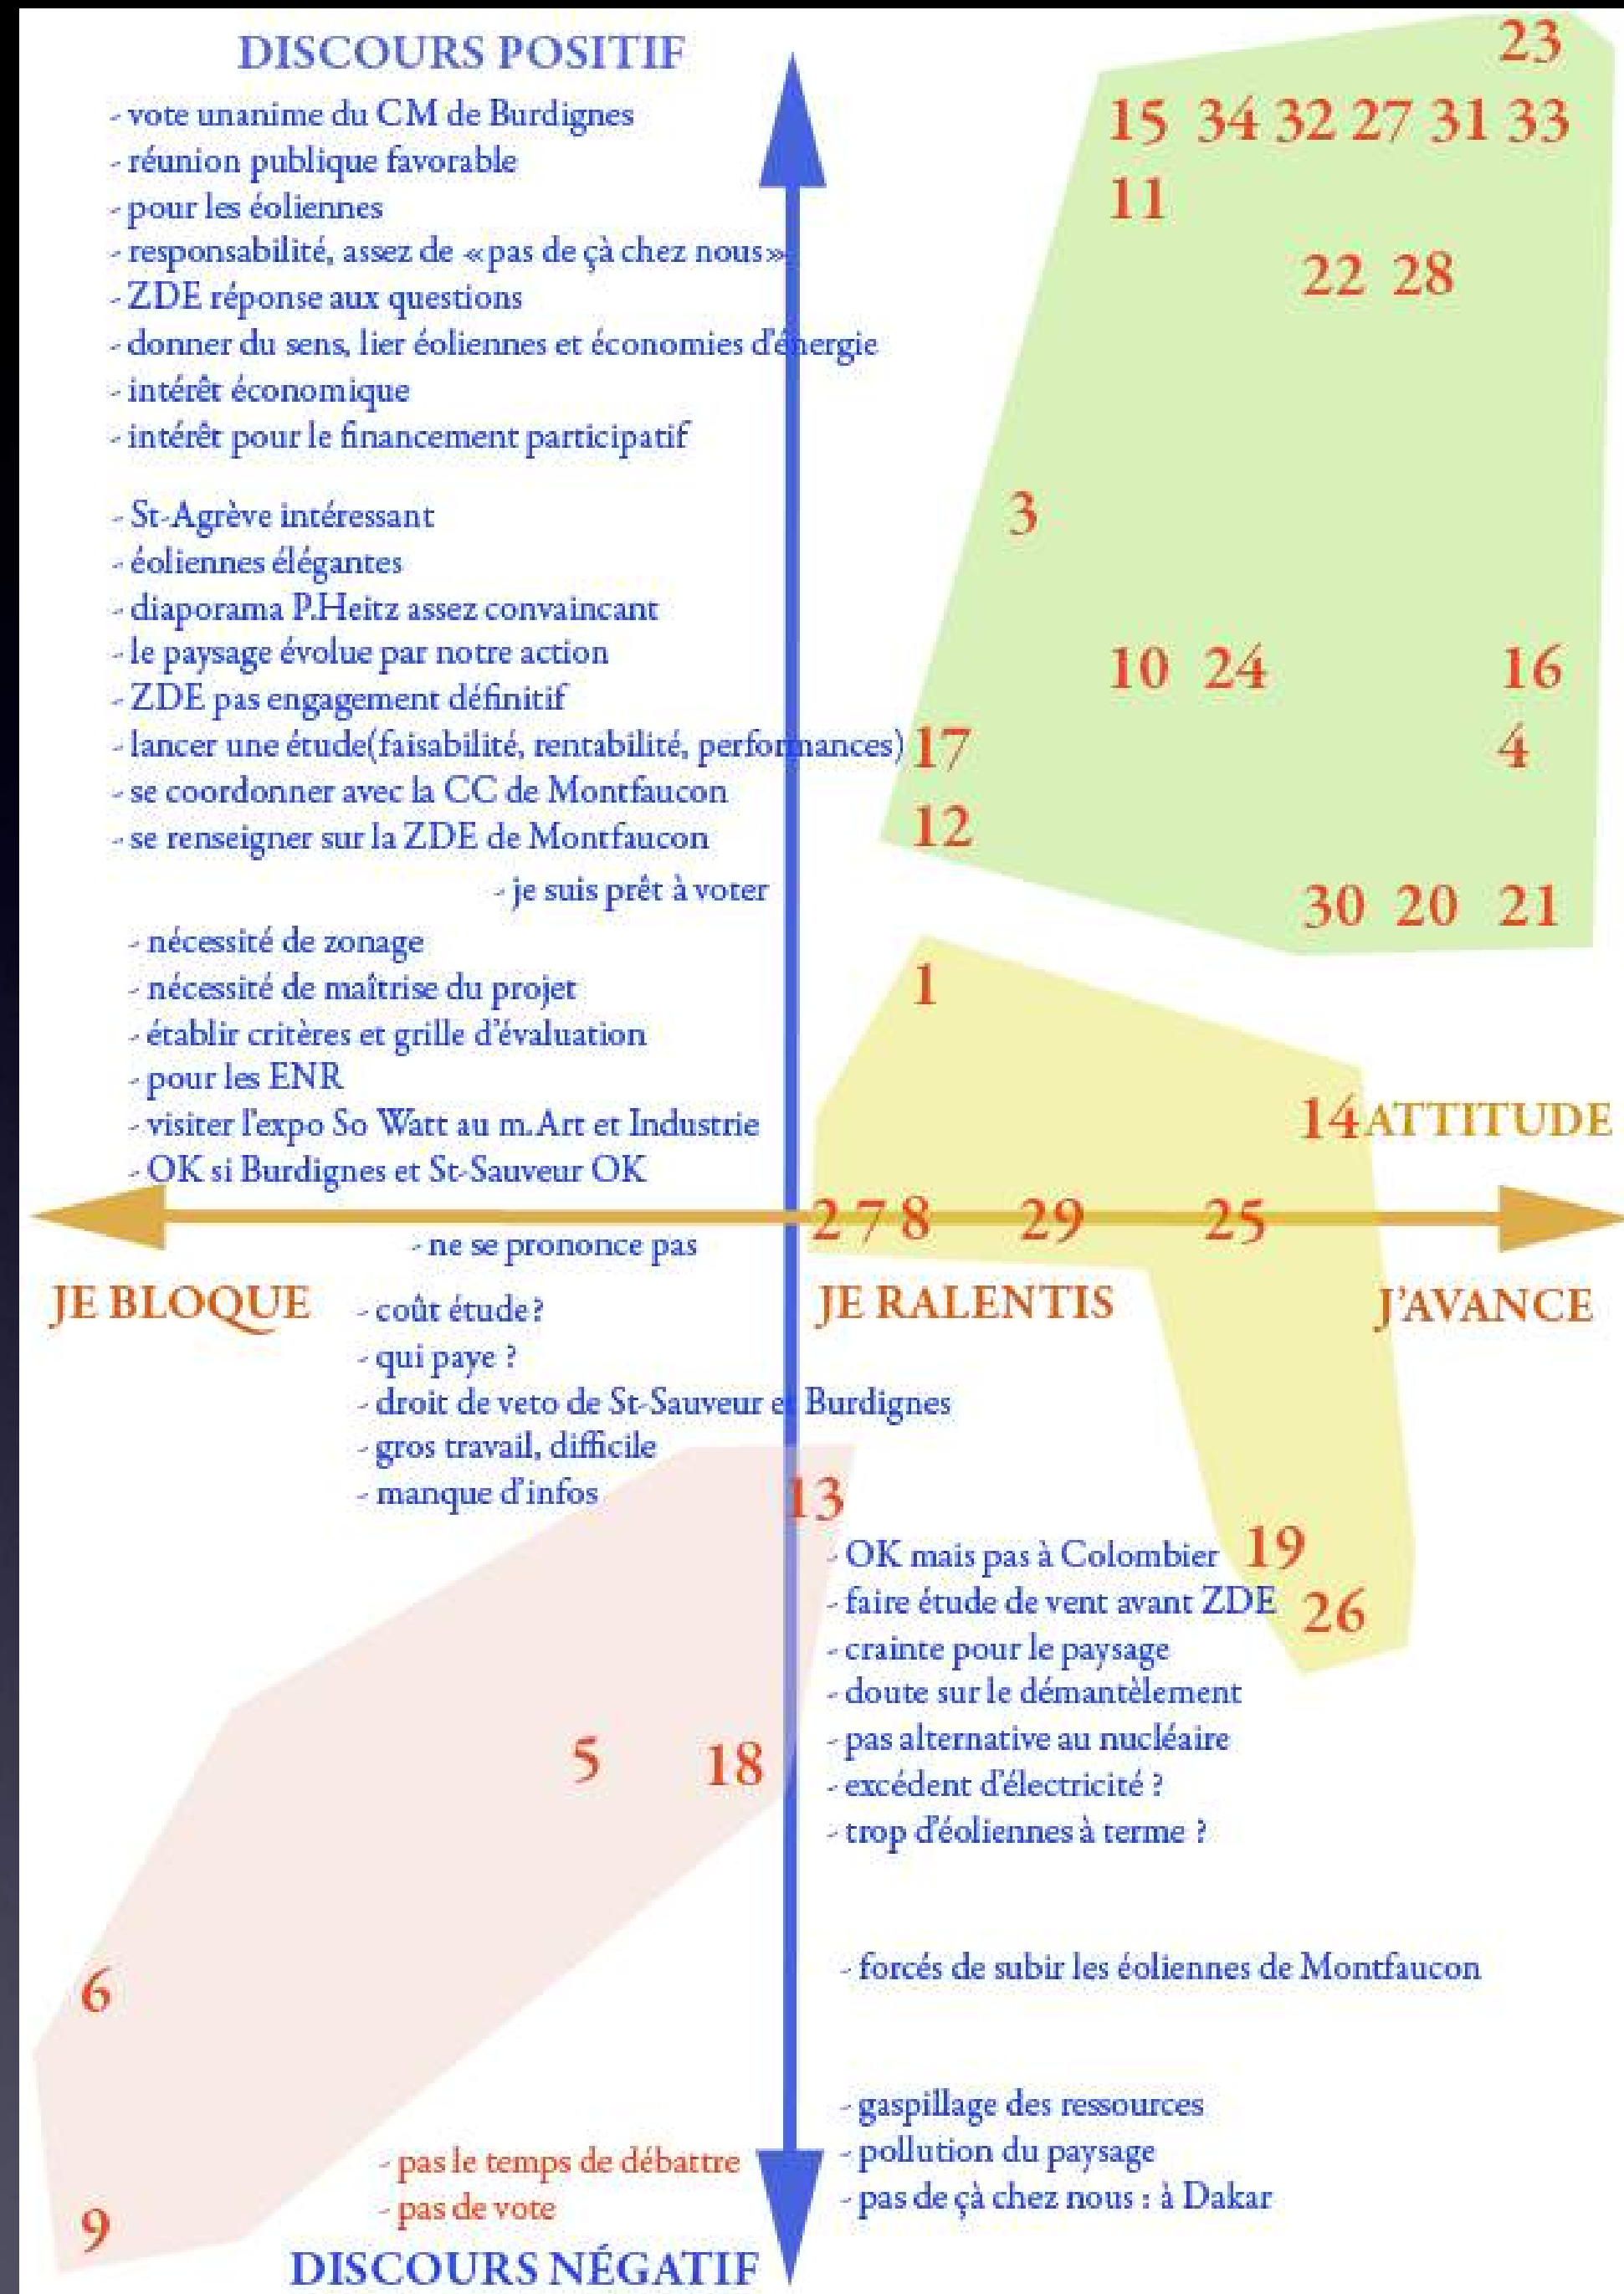 DISCOURS POSITIF
- vote unanime du CM de Burdignes
- réunion publique favorable
- pour les éoliennes
- responsabilité, assez de «pas de çà chez nous»
- ZDE réponse aux questions
- donner du sens, lier éoliennes et économies d'énergie
- intérêt économique
- intérêt pour le financement participatif
23
15 34 32 27 31 33
11
22 28
- St-Agrève intéressant
- éoliennes élégantes
- diaporama P.Heitz assez convaincant
- le paysage évolue par notre action
- ZDE pas engagement définitif
- lancer une étude(faisabilité, rentabilité, performances)
- se coordonner avec la CC de Montfaucon
- se renseigner sur la ZDE de Montfaucon
3
10 24 16
17 4
12
- je suis prêt à voter
30 20 21
- nécessité de zonage
- nécessité de maîtrise du projet
- établir critères et grille d'évaluation
- pour les ENR
- visiter l'expo So Watt au m.Art et Industrie
- OK si Burdignes et St-Sauveur OK
1
14 ATTITUDE
2 7 8 29 25
- ne se prononce pas
JE BLOQUE
JE RALENTIS
J'AVANCE
- coût étude?
- qui paye ?
- droit de veto de St-Sauveur et Burdignes
- gros travail, difficile
- manque d'infos
13
- OK mais pas à Colombier 19
- faire étude de vent avant ZDE 26
- crainte pour le paysage
- doute sur le démantèlement
- pas alternative au nucléaire
- excédent d'électricité ?
- trop d'éoliennes à terme ?
5 18
6
- forcés de subir les éoliennes de Montfaucon
- gaspillage des ressources
- pollution du paysage
- pas de çà chez nous : à Dakar
- pas le temps de débattre
- pas de vote
9
DISCOURS NÉGATIF